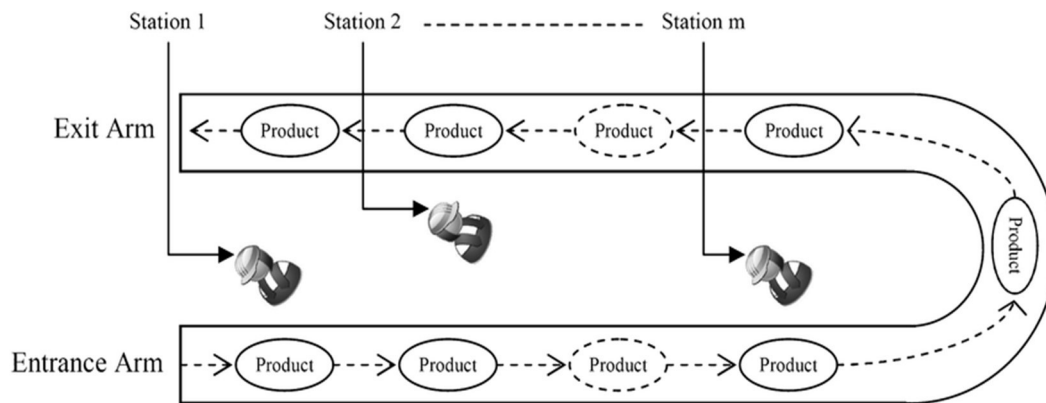 Station 1
Station 2
Station m
Exit Arm
Product
Product
Product
Product
Product
Entrance Arm
Product
Product
Product
Product